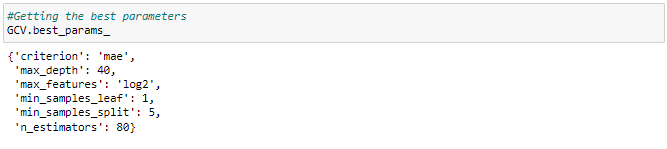 #Getting the best parameters
GCV.best_params_
{'criterion': 'mae',
 'max_depth': 40,
 'max_features': 'log2',
 'min_samples_leaf': 1,
 'min_samples_split': 5,
 'n_estimators': 80}